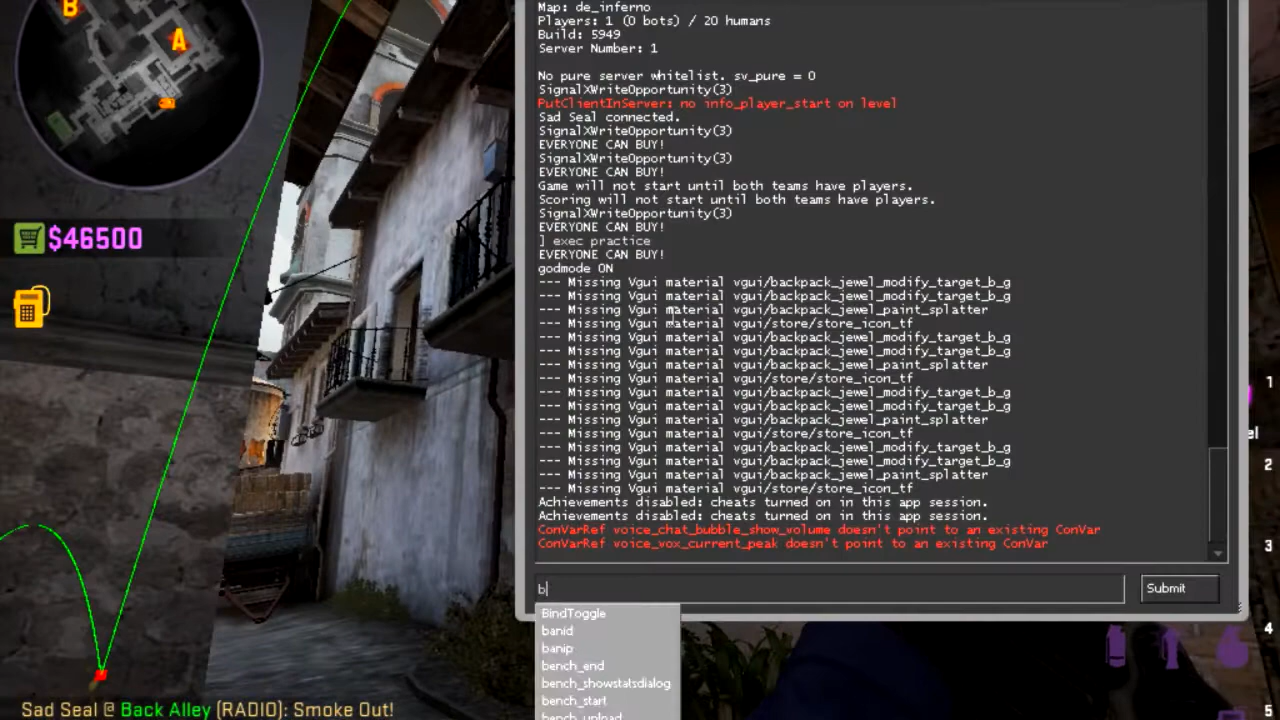 B
A
$46500
Map: de_inferno
Players: 1 (0 bots) / 20 humans
Build: 5949
Server Number: 1
No pure server whitelist. sv_pure = 0
SignalXWriteOpportunity(3)
PutClientInServer: no info_player_start on level
Sad Seal connected.
SignalXWriteOpportunity(3)
EVERYONE CAN BUY!
SignalXWriteOpportunity(3)
EVERYONE CAN BUY!
Game will not start until both teams have players.
Scoring will not start until both teams have players.
SignalXWriteOpportunity(3)
EVERYONE CAN BUY!
] exec practice
EVERYONE CAN BUY!
godmode ON
--- Missing Vgui material vgui/backpack_jewel_modify_target_b_g
--- Missing Vgui material vgui/backpack_jewel_modify_target_b_g
--- Missing Vgui material vgui/backpack_jewel_paint_splatter
--- Missing Vgui material vgui/store/store_icon_tf
--- Missing Vgui material vgui/backpack_jewel_modify_target_b_g
--- Missing Vgui material vgui/backpack_jewel_modify_target_b_g
--- Missing Vgui material vgui/backpack_jewel_paint_splatter
--- Missing Vgui material vgui/store/store_icon_tf
--- Missing Vgui material vgui/backpack_jewel_modify_target_b_g
--- Missing Vgui material vgui/backpack_jewel_modify_target_b_g
--- Missing Vgui material vgui/backpack_jewel_paint_splatter
--- Missing Vgui material vgui/store/store_icon_tf
--- Missing Vgui material vgui/backpack_jewel_modify_target_b_g
--- Missing Vgui material vgui/backpack_jewel_modify_target_b_g
--- Missing Vgui material vgui/backpack_jewel_paint_splatter
--- Missing Vgui material vgui/store/store_icon_tf
Achievements disabled: cheats turned on in this app session.
Achievements disabled: cheats turned on in this app session.
ConVarRef voice_chat_bubble_show_volume doesn't point to an existing ConVar
ConVarRef voice_vox_current_peak doesn't point to an existing ConVar
b
Submit
BindToggle
banid
banip
bench_end
bench_showstatsdialog
bench_start
bench_upload
1
el
2
3
4
5
Sad Seal @ Back Alley (RADIO): Smoke Out!